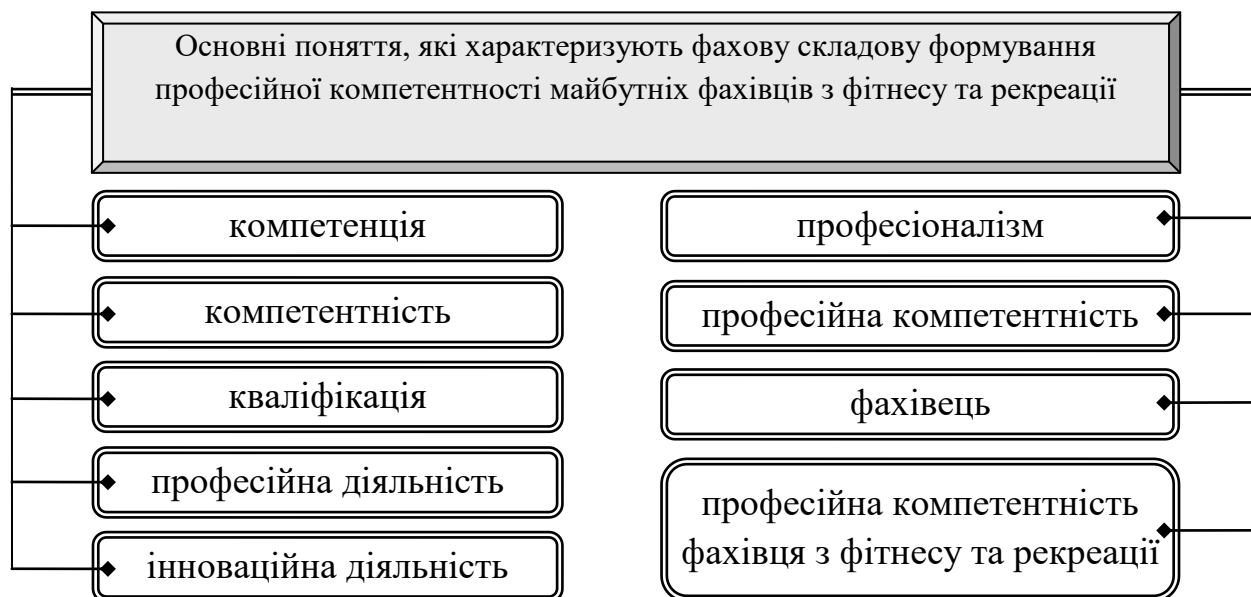 Основні поняття, які характеризують фахову складову формування
професійної компетентності майбутніх фахівців з фітнесу та рекреації
компетенція
компетентність
кваліфікація
професійна діяльність
інноваційна діяльність
професіоналізм
професійна компетентність
фахівець
професійна компетентність
фахівця з фітнесу та рекреації